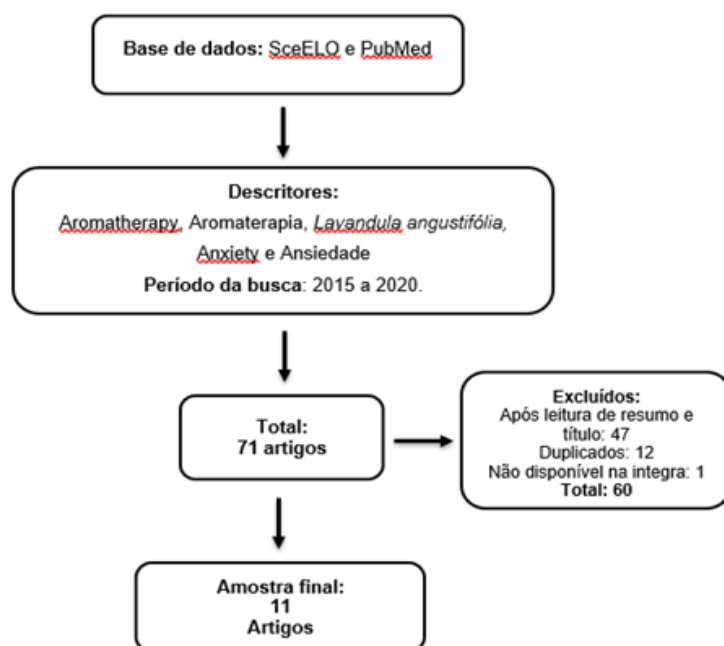 Base de dados: SceELO e PubMed
Descritores:
Aromatherapy, Aromaterapia, Lavandula angustifólia,
Anxiety e Ansiedade
Período da busca: 2015 a 2020.
Total:
71 artigos
Excluídos:
Após leitura de resumo e
título: 47
Duplicados: 12
Não disponível na integra: 1
Total: 60
Amostra final:
11
Artigos